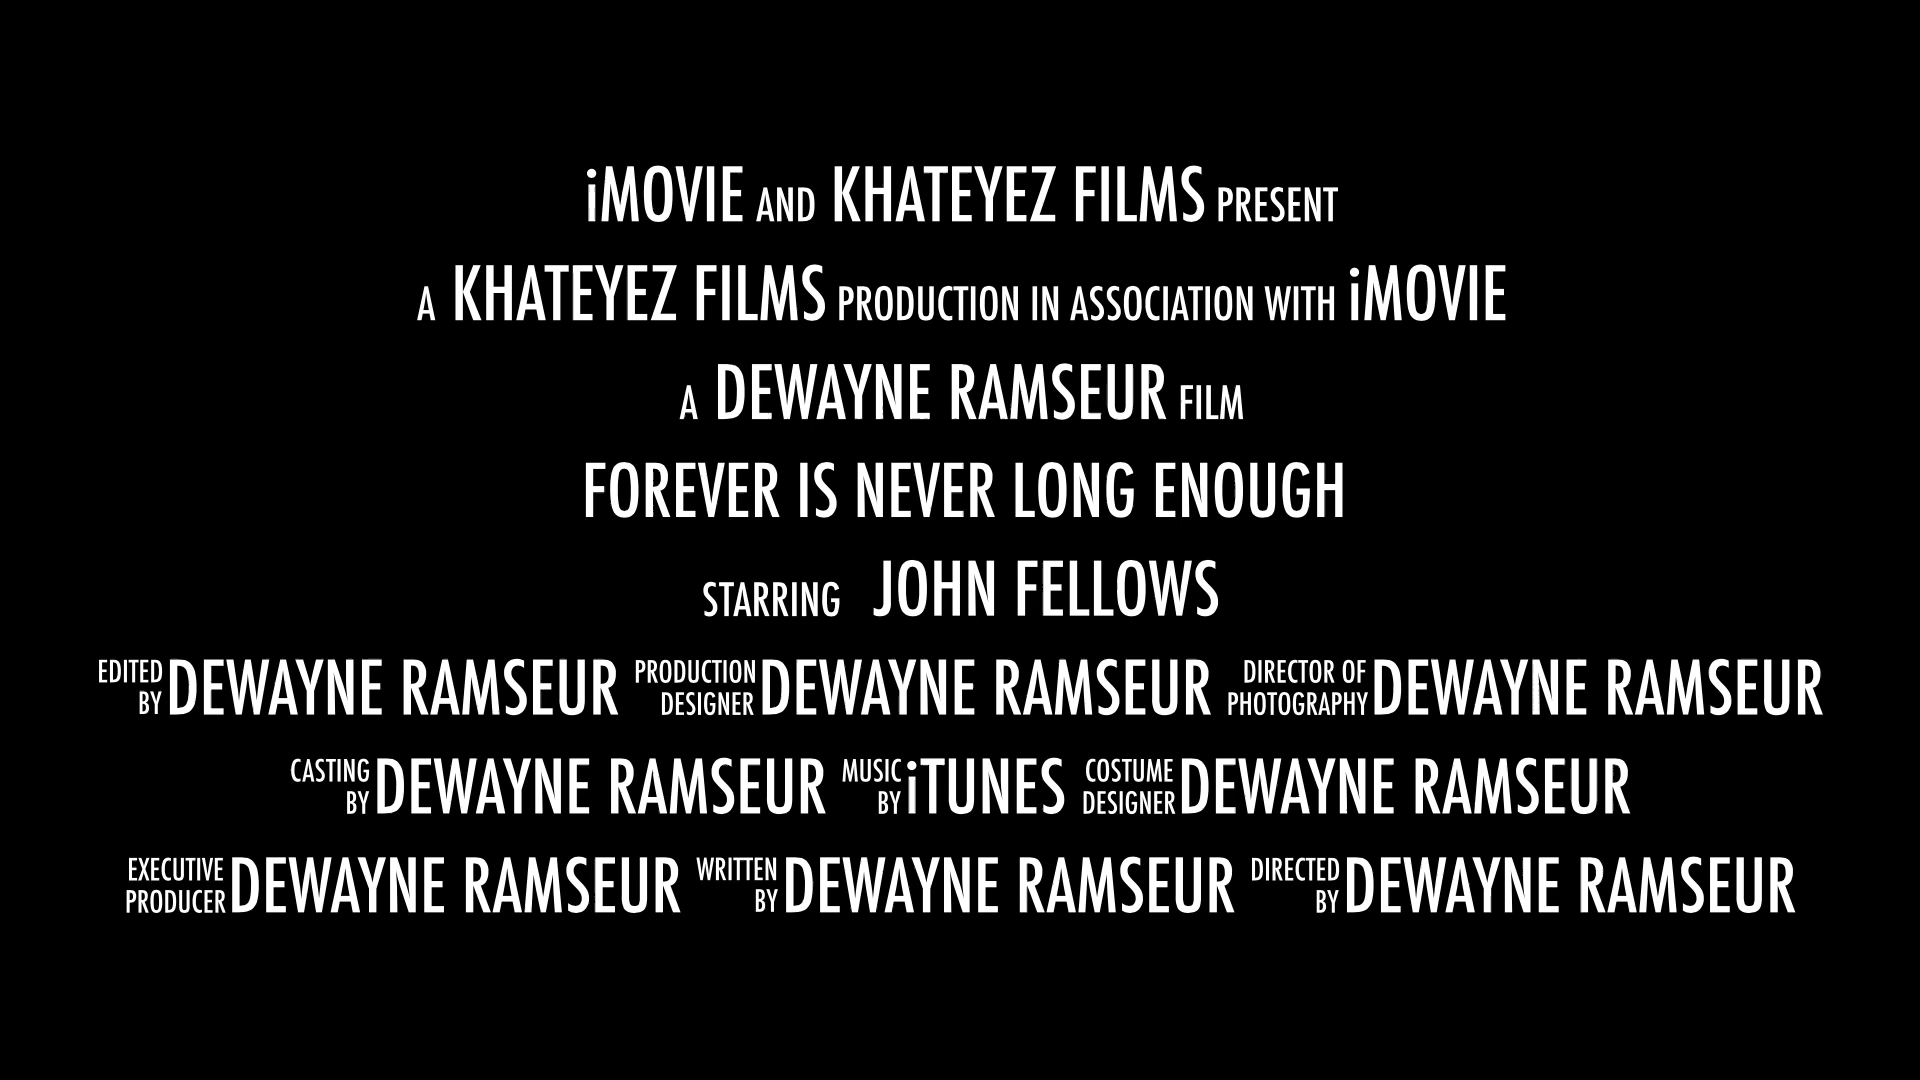 iMOVIE AND KHATEYEZ FILMS PRESENT
A KHATEYEZ FILMS PRODUCTION IN ASSOCIATION WITH iMOVIE
A DEWAYNE RAMSEUR FILM
FOREVER IS NEVER LONG ENOUGH
STARRING JOHN FELLOWS
EDITED BY DEWAYNE RAMSEUR PRODUCTION DESIGNER DEWAYNE RAMSEUR DIRECTOR OF PHOTOGRAPHY DEWAYNE RAMSEUR
CASTING BY DEWAYNE RAMSEUR MUSIC BY iTUNES COSTUME DESIGNER DEWAYNE RAMSEUR
EXECUTIVE PRODUCER DEWAYNE RAMSEUR WRITTEN BY DEWAYNE RAMSEUR DIRECTED BY DEWAYNE RAMSEUR